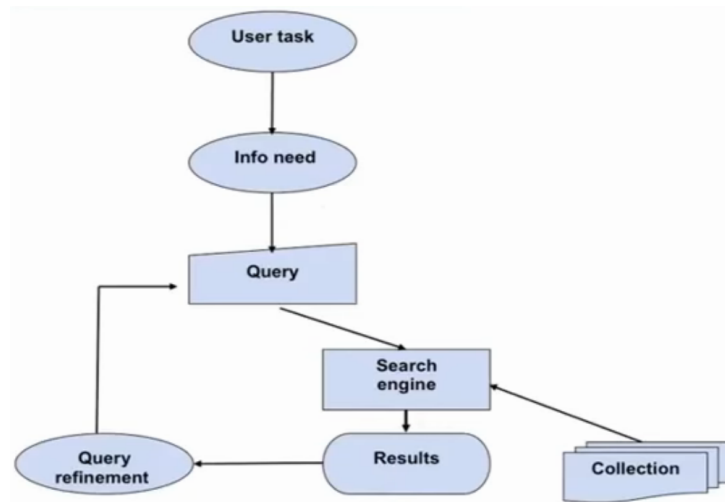 User task
Info need
Query
Search
engine
Query
refinement
Results
Collection